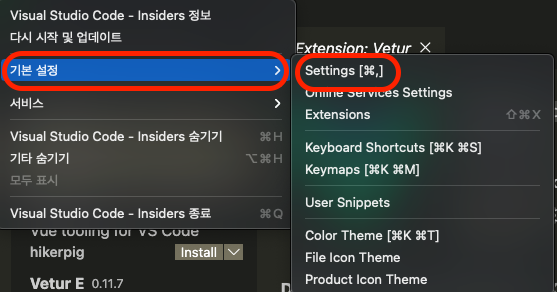 Visual Studio Code - Insiders 정보
다시 시작 및 업데이트
기본 설정
서비스
Visual Studio Code - Insiders 숨기기 ⌘H
기타 숨기기 ⌥⌘H
모두 표시
Visual Studio Code - Insiders 종료 ⌘Q
Extension: Vetur ×
Settings [⌘,]
Online Services Settings
Extensions ⇧⌘X
Keyboard Shortcuts [⌘K ⌘S]
Keymaps [⌘K ⌘M]
User Snippets
Color Theme [⌘K ⌘T]
File Icon Theme
Product Icon Theme
Vue tooling for VS Code
hikerpig Install
Vetur E 0.11.7
D